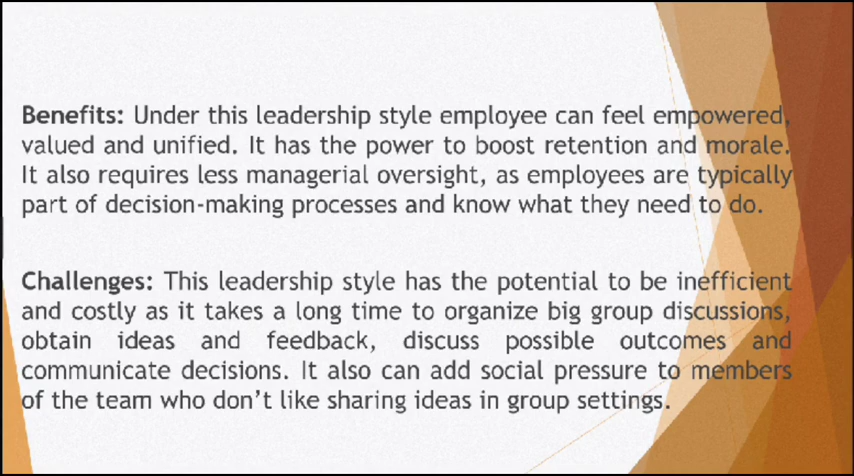 Benefits: Under this leadership style employee can feel empowered,
valued and unified. It has the power to boost retention and morale.
It also requires less managerial oversight, as employees are typically
part of decision-making processes and know what they need to do.
Challenges: This leadership style has the potential to be inefficient
and costly as it takes a long time to organize big group discussions,
obtain ideas and feedback, discuss possible outcomes and
communicate decisions. It also can add social pressure to members
of the team who don’t like sharing ideas in group settings.